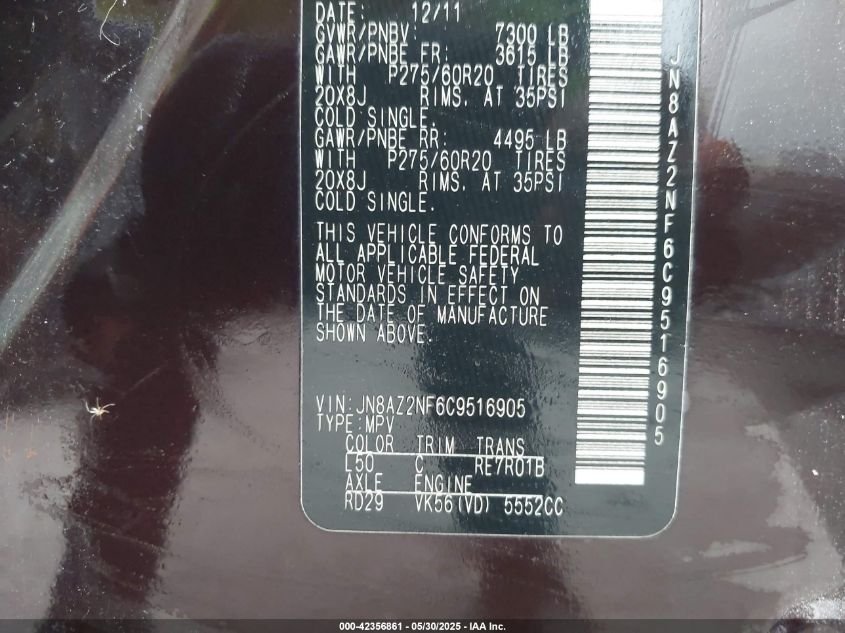 DATE: 12/11
GVWR/PNBV: 7300 LB
GAWR/PNBE FR: 3615 LB
WITH P275/60R20 TIRES
20X8J RIMS. AT 35PSI
COLD SINGLE.
GAWR/PNBE RR: 4495 LB
WITH P275/60R20 TIRES
20X8J RIMS. AT 35PSI
COLD SINGLE.
THIS VEHICLE CONFORMS TO
ALL APPLICABLE FEDERAL
MOTOR VEHICLE SAFETY
STANDARDS IN EFFECT ON
THE DATE OF MANUFACTURE
SHOWN ABOVE.
VIN:JN8AZ2NF6C9516905
TYPE:MPV
COLOR TRIM TRANS
L50 C RE7R01B
AXLE ENGINE
RD29 VK56(VD) 5552CC
JN8AZ2NF6C9516905
000-42356861 - 05/30/2025 - IAA Inc.